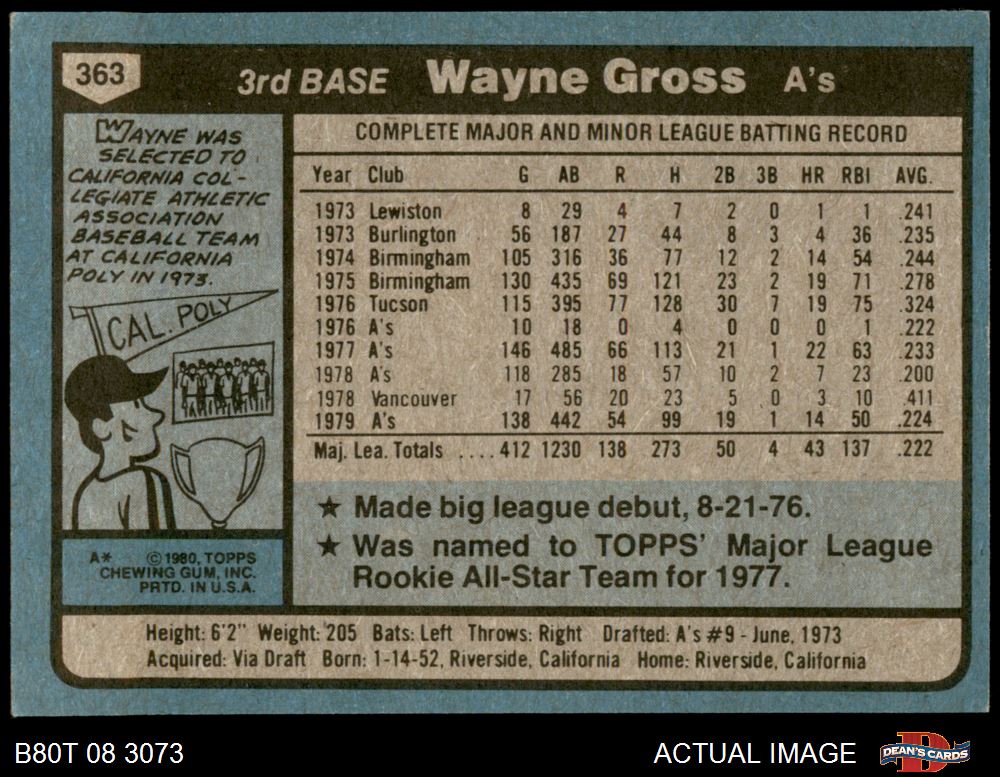 363
3rd BASE Wayne Gross A's
WAYNE WAS
SELECTED TO
CALIFORNIA COL-
LEGIATE ATHLETIC
ASSOCIATION
BASEBALL TEAM
AT CALIFORNIA
POLY IN 1973.
CAL. POLY
A* © 1980, TOPPS
CHEWING GUM, INC.
PRTD. IN U.S.A.
COMPLETE MAJOR AND MINOR LEAGUE BATTING RECORD
Year Club G AB R H 2B 3B HR RBI AVG.
1973 Lewiston 8 29 4 7 2 0 1 1 .241
1973 Burlington 56 187 27 44 8 3 4 36 .235
1974 Birmingham 105 316 36 77 12 2 14 54 .244
1975 Birmingham 130 435 69 121 23 2 19 71 .278
1976 Tucson 115 395 77 128 30 7 19 75 .324
1976 A's 10 18 0 4 0 0 0 1 .222
1977 A's 146 485 66 113 21 1 22 63 .233
1978 A's 118 285 18 57 10 2 7 23 .200
1978 Vancouver 17 56 20 23 5 0 3 10 .411
1979 A's 138 442 54 99 19 1 14 50 .224
Maj. Lea. Totals ....412 1230 138 273 50 4 43 137 .222
★ Made big league debut, 8-21-76.
★ Was named to TOPPS' Major League
Rookie All-Star Team for 1977.
Height: 6'2" Weight: 205 Bats: Left Throws: Right Drafted: A's #9 - June, 1973
Acquired: Via Draft Born: 1-14-52, Riverside, California Home: Riverside, California
B80T 08 3073
ACTUAL IMAGE
DEAN'S CARDS